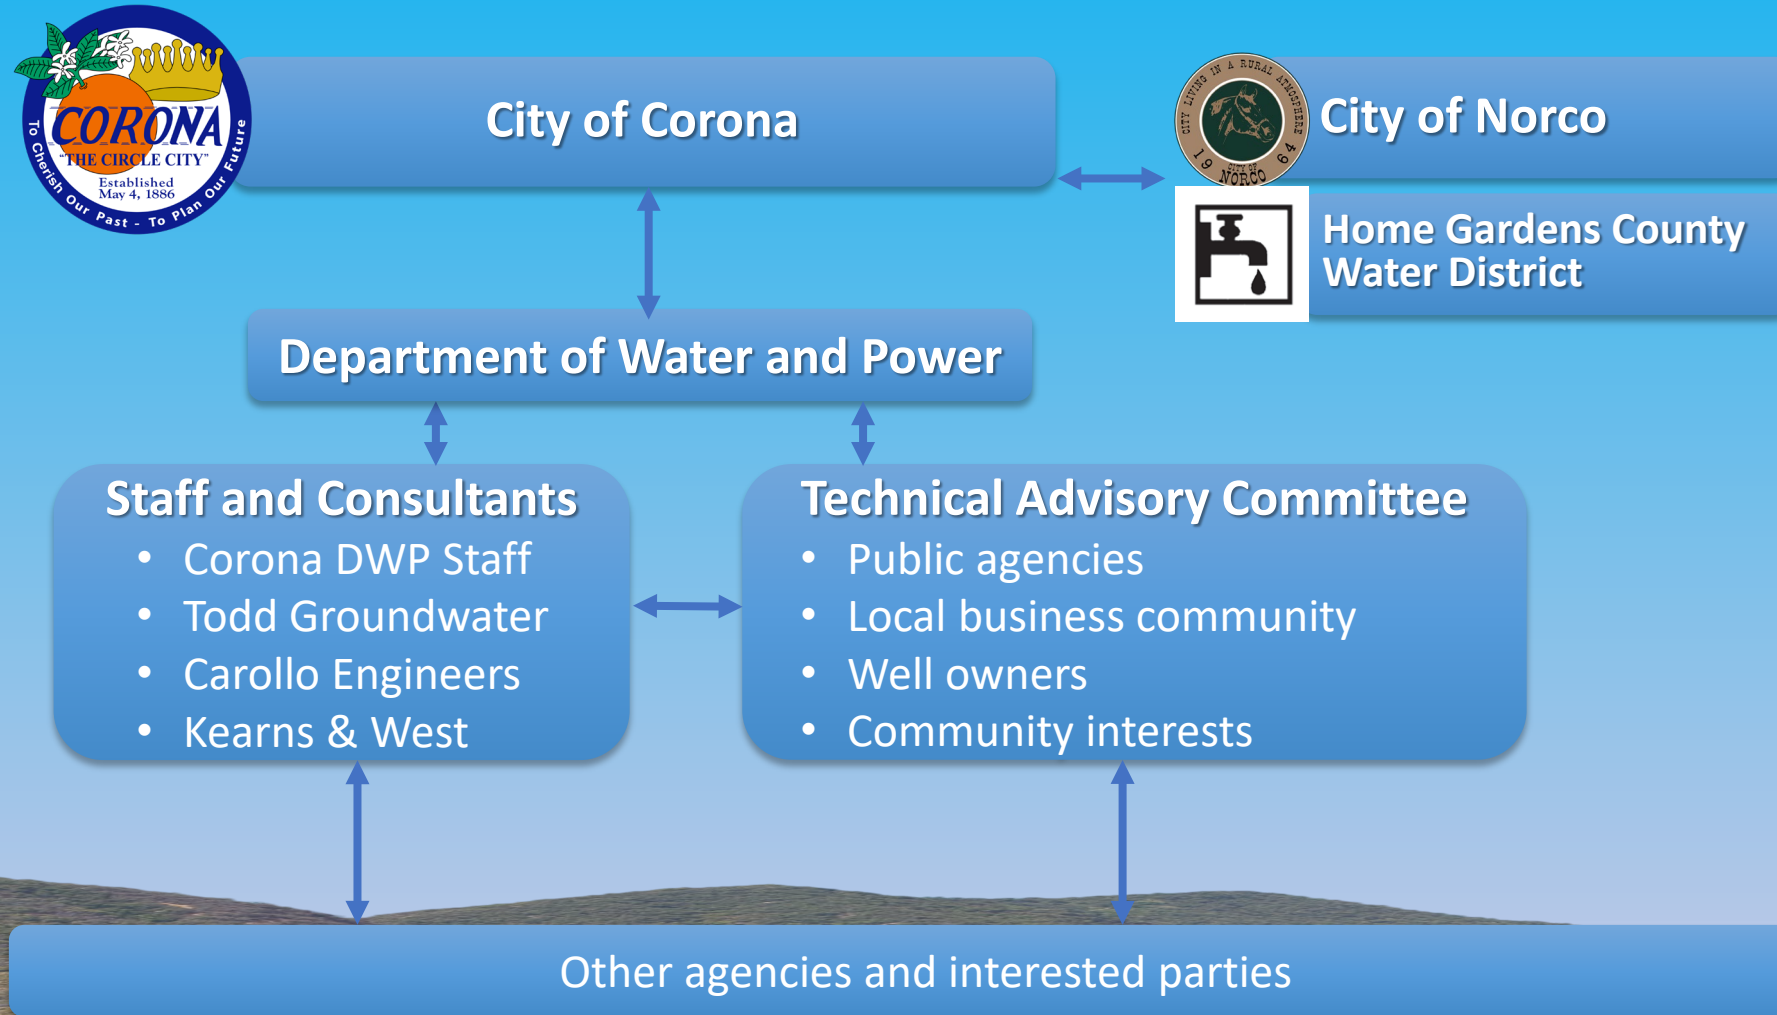 CORONA
"THE CIRCLE CITY"
Established
May 4, 1886
To Cherish Our Past - To Plan Our Future
City of Corona
CITY LIVING IN A RURAL ATMOSPHERE
1964
CITY OF
NORCO
City of Norco
Home Gardens County
Water District
Department of Water and Power
Staff and Consultants
• Corona DWP Staff
• Todd Groundwater
• Carollo Engineers
• Kearns & West
Technical Advisory Committee
• Public agencies
• Local business community
• Well owners
• Community interests
Other agencies and interested parties